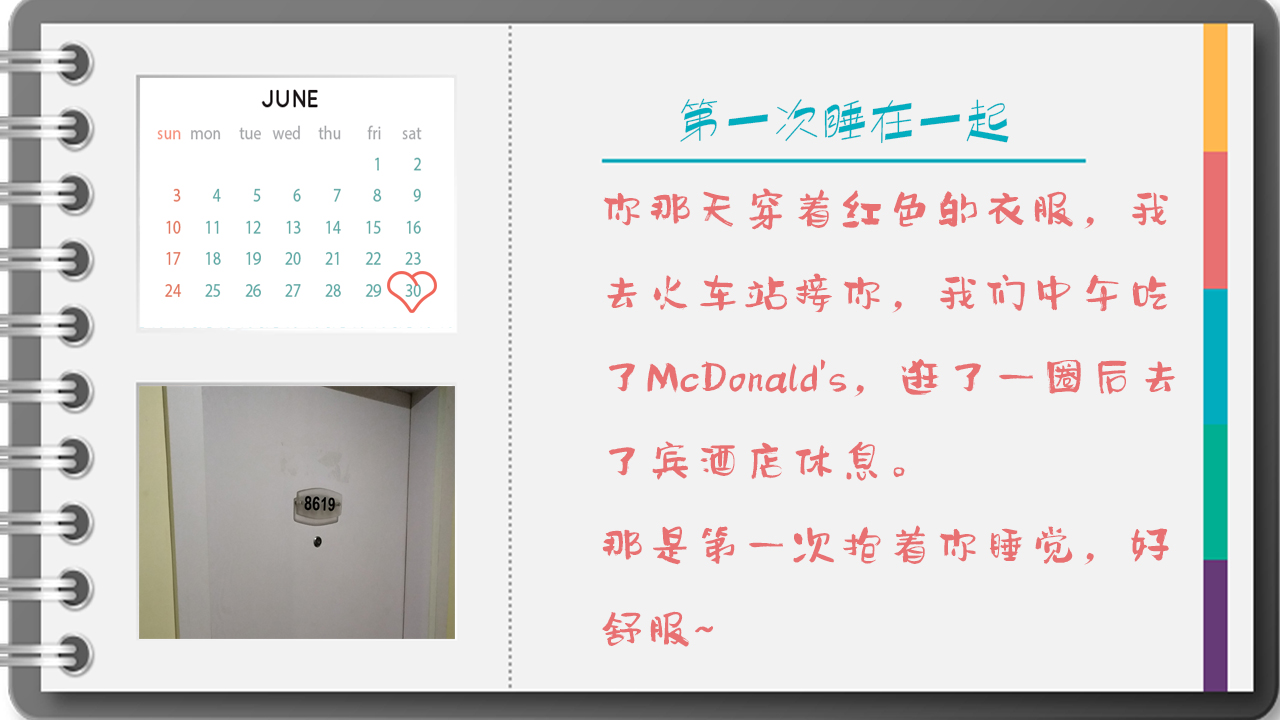 JUNE
sun mon tue wed thu fri sat
1 2
3 4 5 6 7 8 9
10 11 12 13 14 15 16
17 18 19 20 21 22 23
24 25 26 27 28 29 30
8619
第一次睡在一起
你那天穿着红色的衣服，我
去火车站接你，我们中午吃
了McDonald's，逛了一圈后去
了宾酒店休息。
那是第一次抱着你睡觉，好
舒服~